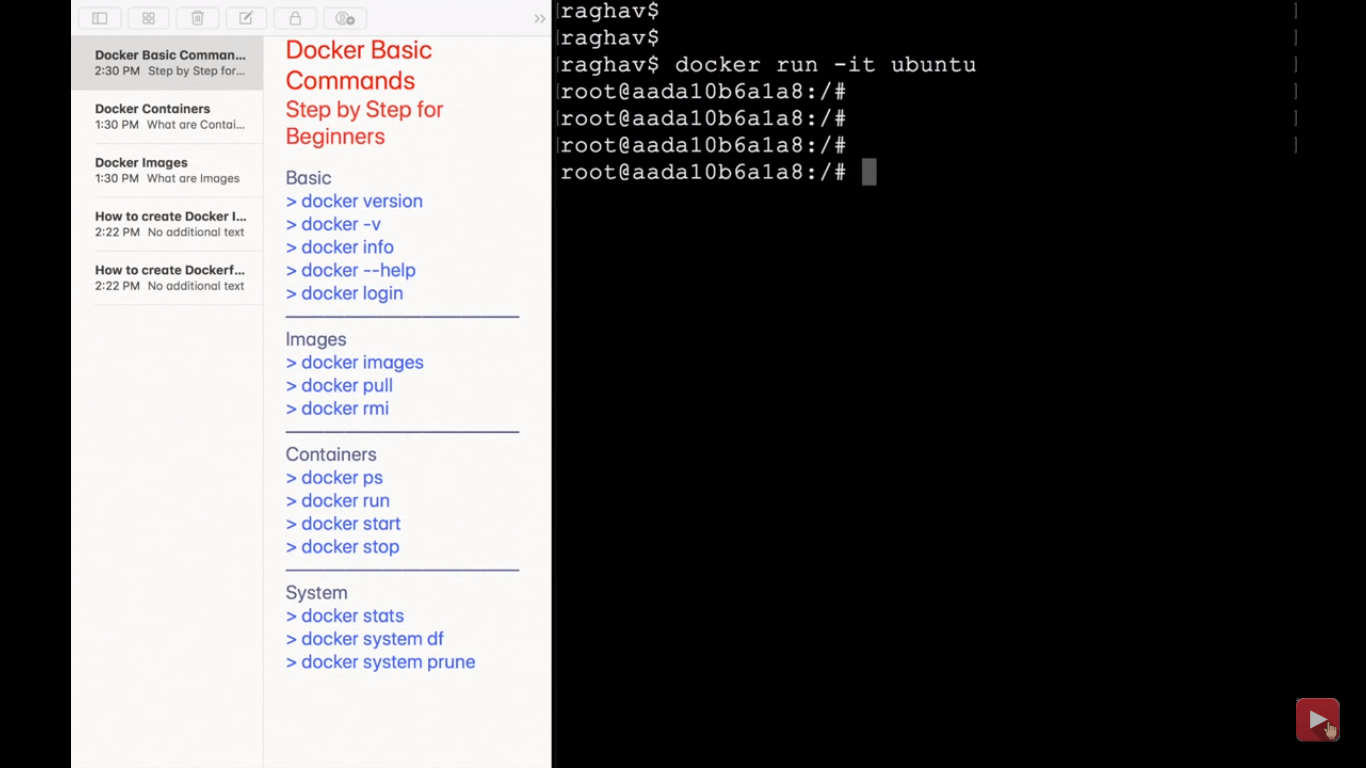 Docker Basic Comman...
2:30 PM Step by Step for...
Docker Containers
1:30 PM What are Contai...
Docker Images
1:30 PM What are Images
How to create Docker I...
2:22 PM No additional text
How to create Dockerf...
2:22 PM No additional text
Docker Basic
Commands
Step by Step for
Beginners
Basic
> docker version
> docker -v
> docker info
> docker --help
> docker login
Images
> docker images
> docker pull
> docker rmi
Containers
> docker ps
> docker run
> docker start
> docker stop
System
> docker stats
> docker system df
> docker system prune
[raghav$ ]
[raghav$ ]
[raghav$ docker run -it ubuntu ]
[root@aada10b6a1a8:/# ]
[root@aada10b6a1a8:/# ]
[root@aada10b6a1a8:/# ]
root@aada10b6a1a8:/#